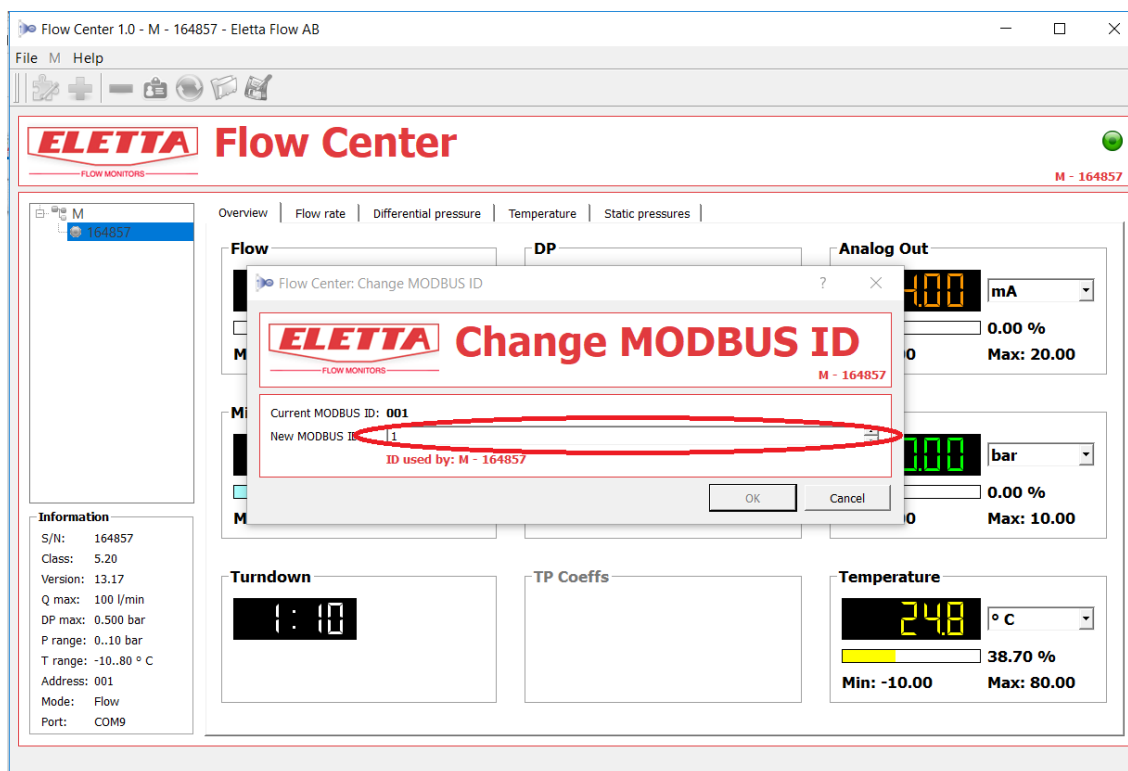 Flow Center 1.0 - M - 164857 - Eletta Flow AB
File M Help
ELETTA Flow Center
FLOW MONITORS
M - 164857
M
164857
Overview Flow rate Differential pressure Temperature Static pressures
Flow DP Analog Out
Flow Center: Change MODBUS ID ?
mA
ELETTA Change MODBUS ID
FLOW MONITORS
M - 164857
0.00 %
Max: 20.00
Current MODBUS ID: 001
New MODBUS ID
1
ID used by: M - 164857
OK Cancel
bar
0.00 %
Max: 10.00
Information
S/N: 164857
Class: 5.20
Version: 13.17
Q max: 100 l/min
DP max: 0.500 bar
P range: 0..10 bar
T range: -10..80 ° C
Address: 001
Mode: Flow
Port: COM9
Turndown
1:10
TP Coeffs
Temperature
24.8 ° C
38.70 %
Min: -10.00 Max: 80.00